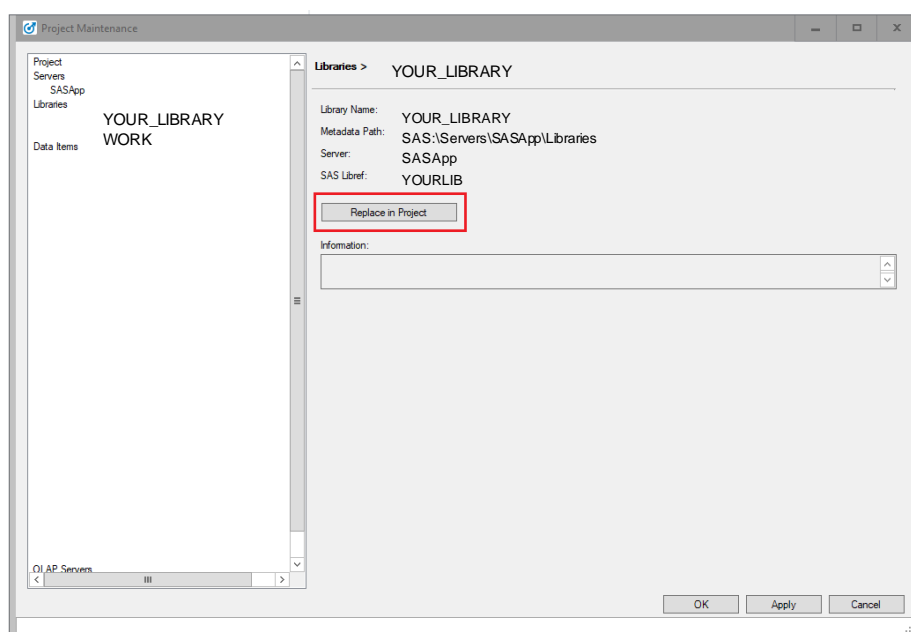 Project Maintenance
Project
Servers
SASApp
Libraries
YOUR_LIBRARY
WORK
Data Items
OLAP Servers
Libraries > YOUR_LIBRARY
Library Name: YOUR_LIBRARY
Metadata Path: SAS:\Servers\SASApp\Libraries
Server: SASApp
SAS Libref: YOURLIB
Replace in Project
Information:
OK Apply Cancel